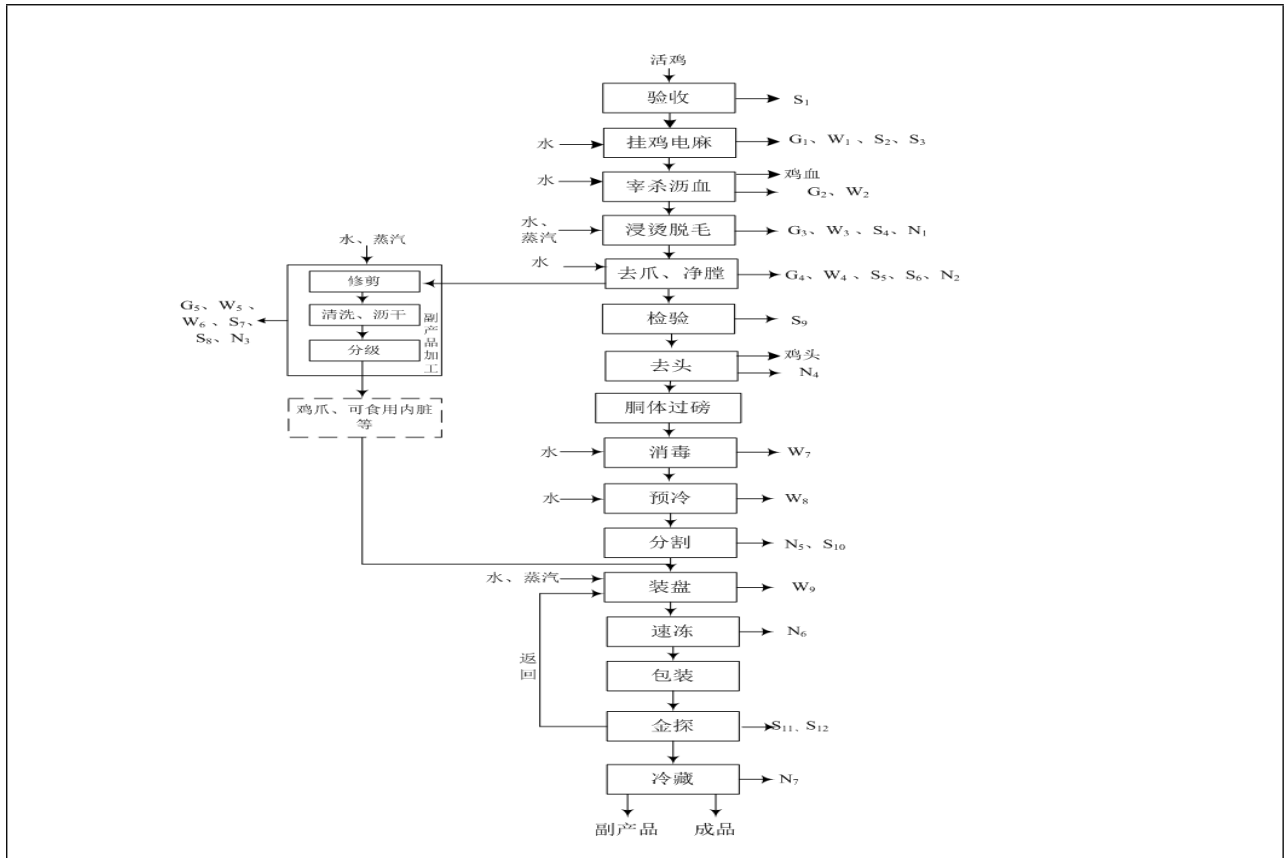 活鸡
验收
S₁
水
挂鸡电麻
G₁、W₁、S₂、S₃
水
宰杀沥血
鸡血
G₂、W₂
水、
蒸汽
浸烫脱毛
G₃、W₃、S₄、N₁
水
去爪、净膛
G₄、W₄、S₅、S₆、N₂
水、蒸汽
修剪
清洗、沥干
分级
副产品加工
G₅、W₅、
W₆、S₇、
S₈、N₃
鸡爪、可食用内脏
等
检验
S₉
去头
鸡头
N₄
胴体过磅
水
消毒
W₇
水
预冷
W₈
分割
N₅、S₁₀
水、蒸汽
装盘
W₉
速冻
N₆
返回
包装
金探
S₁₁、S₁₂
冷藏
N₇
副产品
成品